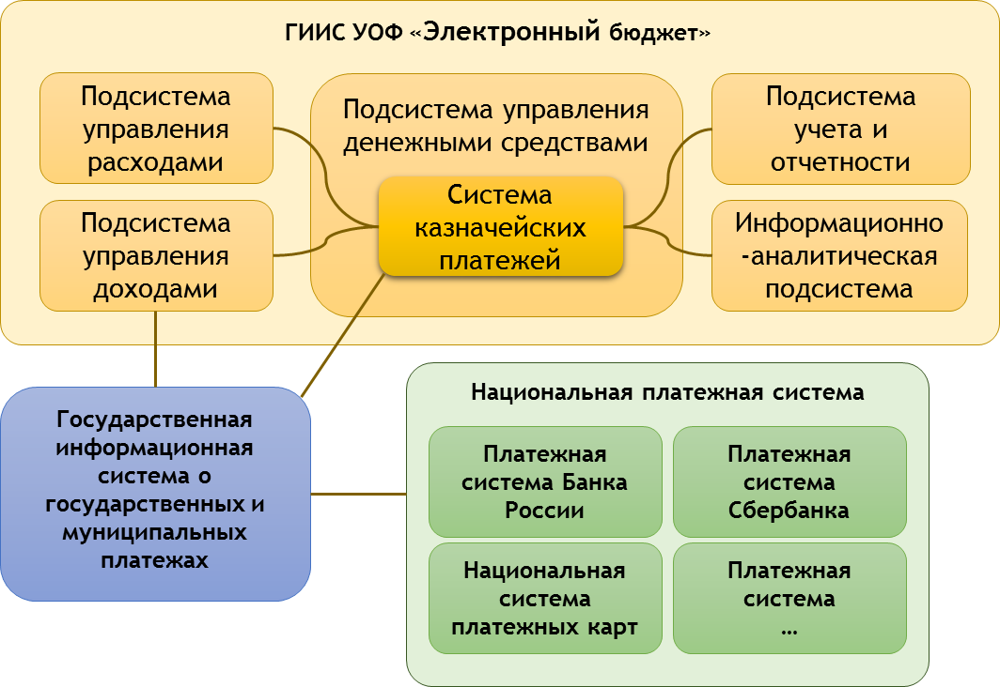 ГИИС УОФ «Электронный бюджет»
Подсистема
управления
расходами
Подсистема управления
денежными средствами
Подсистема
учета и
отчетности
Система
казначейских
платежей
Подсистема
управления
доходами
Информационно
-аналитическая
подсистема
Государственная
информационная
система о
государственных и
муниципальных
платежах
Национальная платежная система
Платежная
система Банка
России
Платежная
система
Сбербанка
Национальная
система
платежных карт
Платежная
система
...